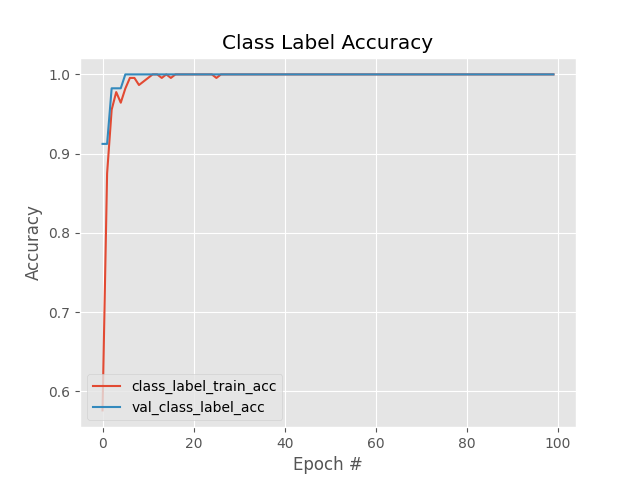 Class Label Accuracy
1.0
0.9
0.8
0.7
0.6
Accuracy
class_label_train_acc
val_class_label_acc
0 20 40 60 80 100
Epoch #